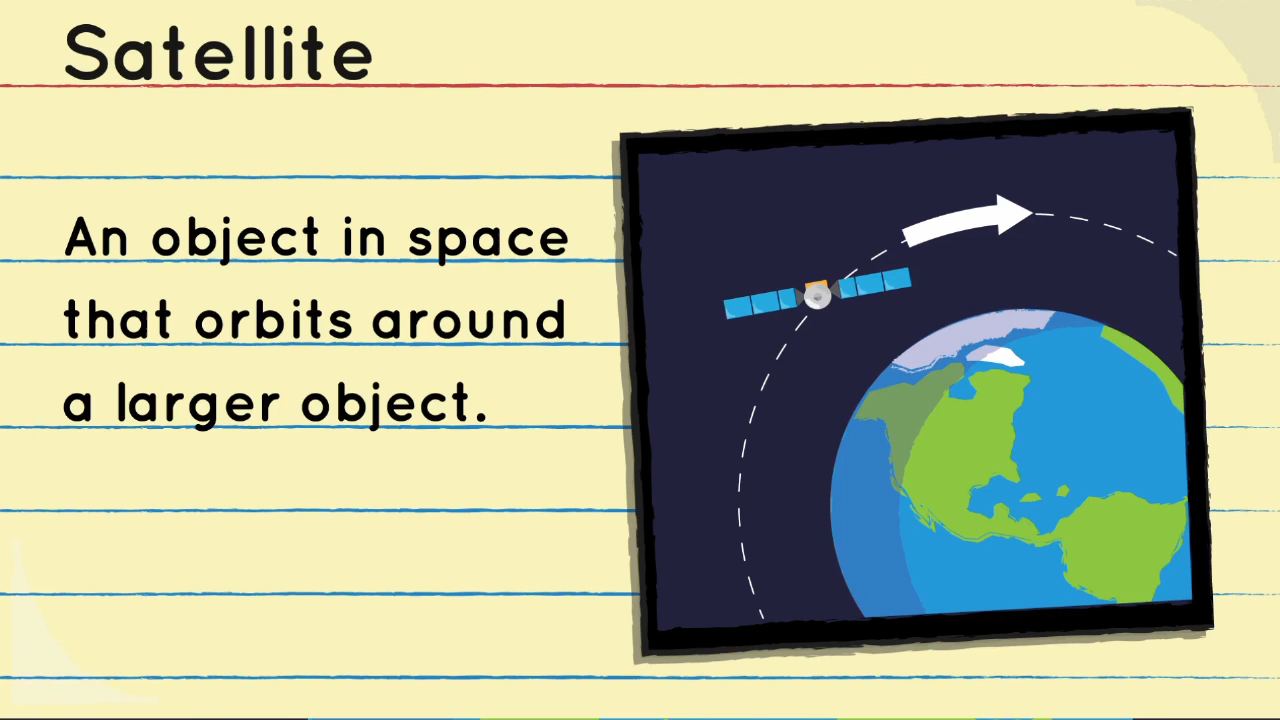 Satellite
An object in space
that orbits around
a larger object.